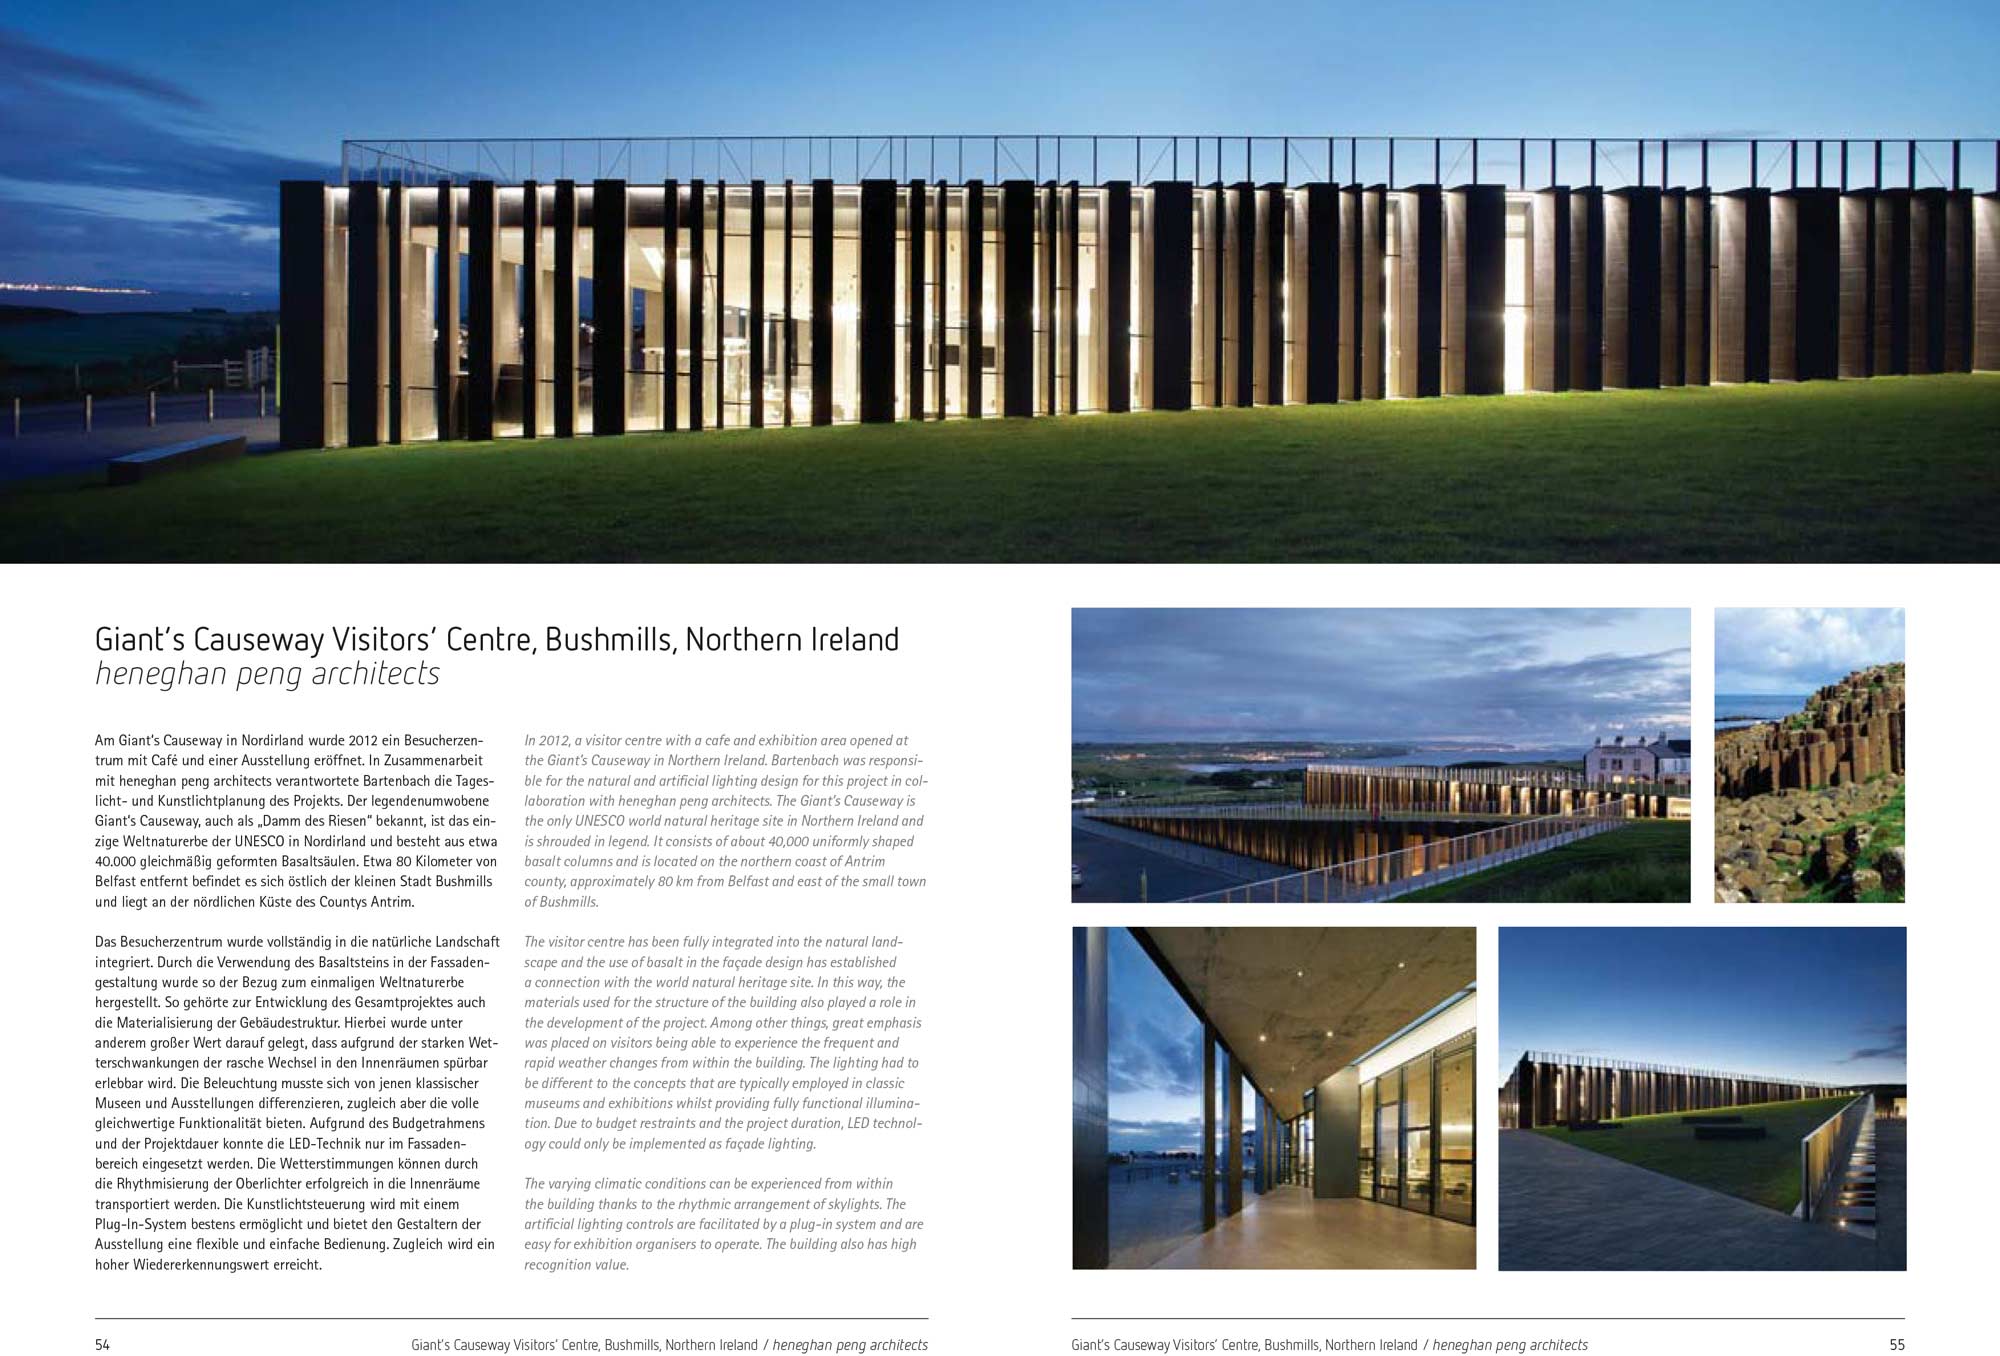 Giant's Causeway Visitors' Centre, Bushmills, Northern Ireland
heneghan peng architects
Am Giant's Causeway in Nordirland wurde 2012 ein Besucherzen-
trum mit Café und einer Ausstellung eröffnet. In Zusammenarbeit
mit heneghan peng architects verantwortete Bartenbach die Tages-
licht- und Kunstlichtplanung des Projekts. Der legendenumwobene
Giant's Causeway, auch als „Damm des Riesen“ bekannt, ist das ein-
zige Weltnaturerbe der UNESCO in Nordirland und besteht aus etwa
40.000 gleichmäßig geformten Basaltsäulen. Etwa 80 Kilometer von
Belfast entfernt befindet es sich östlich der kleinen Stadt Bushmills
und liegt an der nördlichen Küste des Countys Antrim.
Das Besucherzentrum wurde vollständig in die natürliche Landschaft
integriert. Durch die Verwendung des Basaltsteins in der Fassaden-
gestaltung wurde so der Bezug zum einmaligen Weltnaturerbe
hergestellt. So gehörte zur Entwicklung des Gesamtprojektes auch
die Materialisierung der Gebäudestruktur. Hierbei wurde unter
anderem großer Wert darauf gelegt, dass aufgrund der starken Wet-
terschwankungen der rasche Wechsel in den Innenräumen spürbar
erlebbar wird. Die Beleuchtung musste sich von jenen klassischer
Museen und Ausstellungen differenzieren, zugleich aber die volle
gleichwertige Funktionalität bieten. Aufgrund des Budgetrahmens
und der Projektdauer konnte die LED-Technik nur im Fassaden-
bereich eingesetzt werden. Die Wetterstimmungen können durch
die Rhythmisierung der Oberlichter erfolgreich in die Innenräume
transportiert werden. Die Kunstlichtsteuerung wird mit einem
Plug-In-System bestens ermöglicht und bietet den Gestaltern der
Ausstellung eine flexible und einfache Bedienung. Zugleich wird ein
hoher Wiedererkennungswert erreicht.
In 2012, a visitor centre with a cafe and exhibition area opened at
the Giant's Causeway in Northern Ireland. Bartenbach was responsi-
ble for the natural and artificial lighting design for this project in col-
laboration with heneghan peng architects. The Giant's Causeway is
the only UNESCO world natural heritage site in Northern Ireland and
is shrouded in legend. It consists of about 40,000 uniformly shaped
basalt columns and is located on the northern coast of Antrim
county, approximately 80 km from Belfast and east of the small town
of Bushmills.
The visitor centre has been fully integrated into the natural land-
scape and the use of basalt in the façade design has established
a connection with the world natural heritage site. In this way, the
materials used for the structure of the building also played a role in
the development of the project. Among other things, great emphasis
was placed on visitors being able to experience the frequent and
rapid weather changes from within the building. The lighting had to
be different to the concepts that are typically employed in classic
museums and exhibitions whilst providing fully functional illumina-
tion. Due to budget restraints and the project duration, LED technol-
ogy could only be implemented as façade lighting.
The varying climatic conditions can be experienced from within
the building thanks to the rhythmic arrangement of skylights. The
artificial lighting controls are facilitated by a plug-in system and are
easy for exhibition organisers to operate. The building also has high
recognition value.
54
Giant's Causeway Visitors' Centre, Bushmills, Northern Ireland / heneghan peng architects
Giant's Causeway Visitors' Centre, Bushmills, Northern Ireland / heneghan peng architects
55